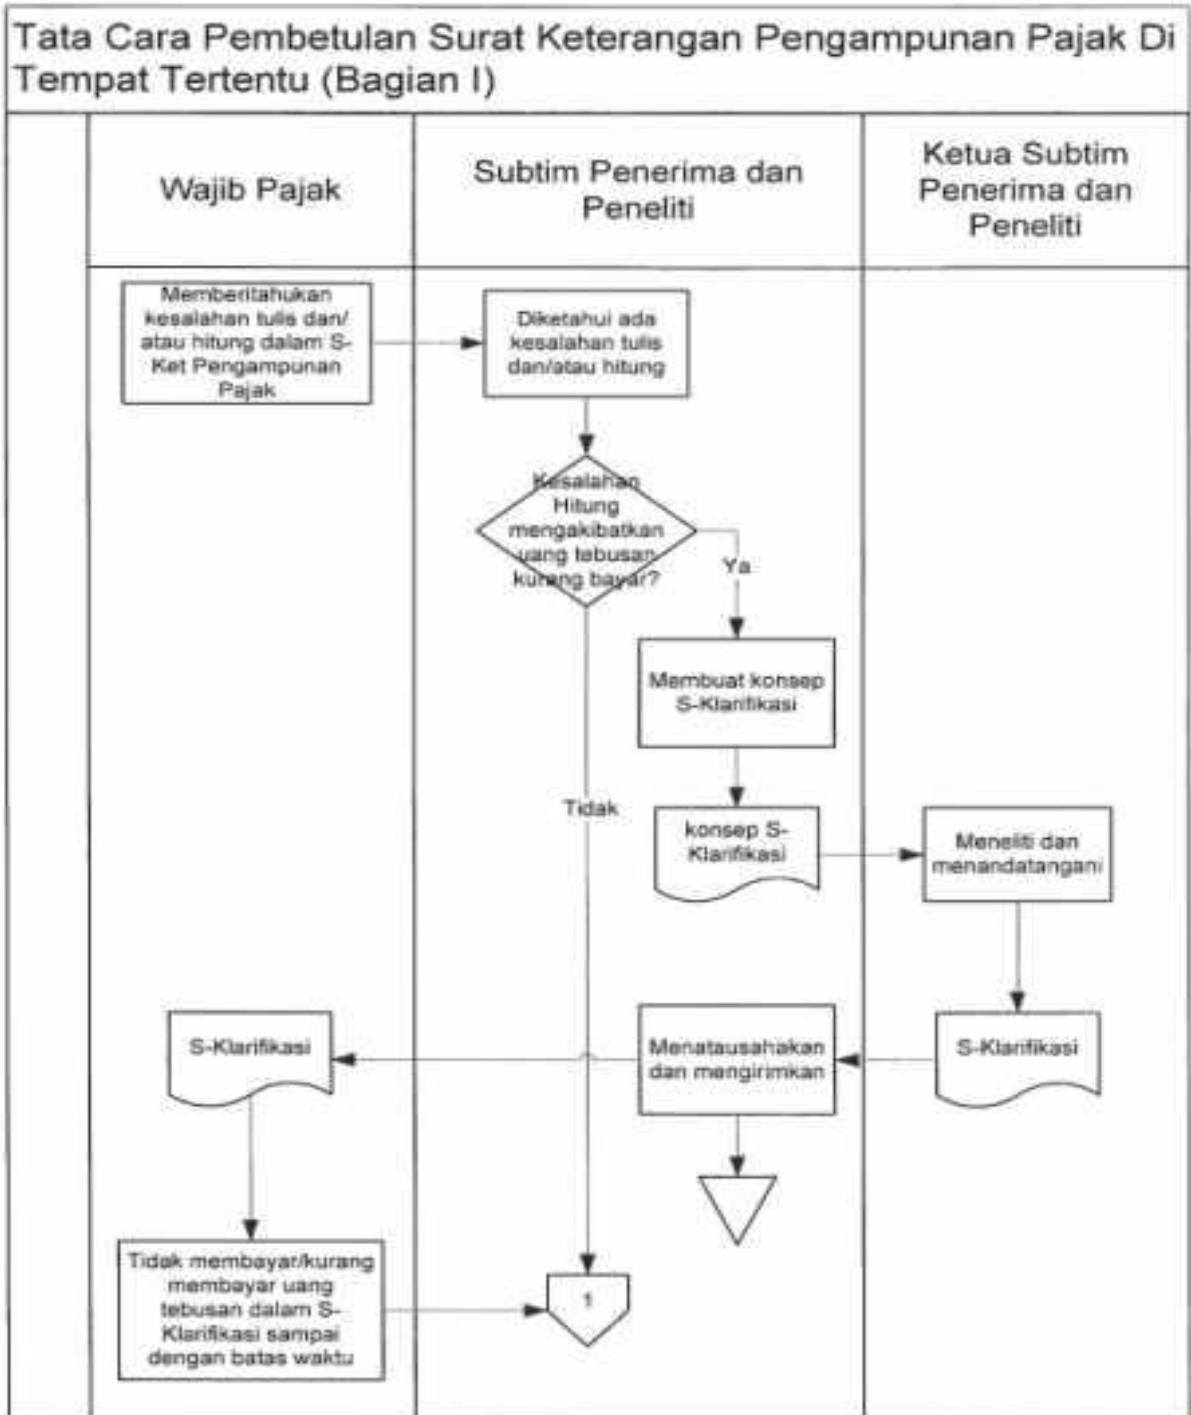 Tata Cara Pembetulan Surat Keterangan Pengampunan Pajak Di
Tempat Tertentu (Bagian I)
Wajib Pajak
Subtim Penerima dan
Peneliti
Ketua Subtim
Penerima dan
Peneliti
Memberitahukan
kesalahan tulis dan/
atau hitung dalam S-
Ket Pengampunan
Pajak
Diketahui ada
kesalahan tulis
dan/atau hitung
Kesalahan
Hitung
mengakibatkan
uang tebusan
kurang bayar?
Ya
Membuat konsep
S-Klarifikasi
Tidak
konsep S-
Klarifikasi
Meneliti dan
menandatangani
S-Klarifikasi
Menatausahakan
dan mengirimkan
S-Klarifikasi
Tidak membayar/kurang
membayar uang
tebusan dalam S-
Klarifikasi sampai
dengan batas waktu
1